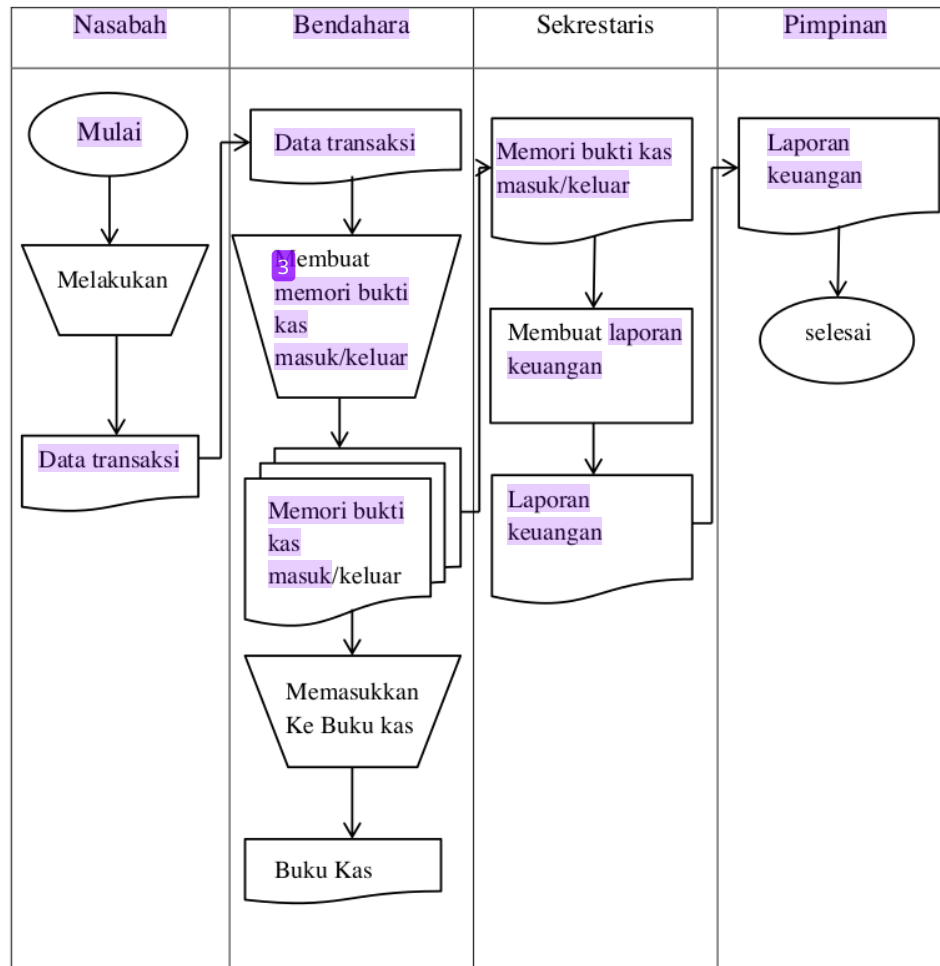 Nasabah
Bendahara
Sekrestaris
Pimpinan
Mulai
Melakukan
Data transaksi
Data transaksi
Membuat
memori bukti
kas
masuk/keluar
3
Memori bukti
kas
masuk/keluar
Memasukkan
Ke Buku kas
Buku Kas
Memori bukti kas
masuk/keluar
Membuat laporan
keuangan
Laporan
keuangan
Laporan
keuangan
selesai